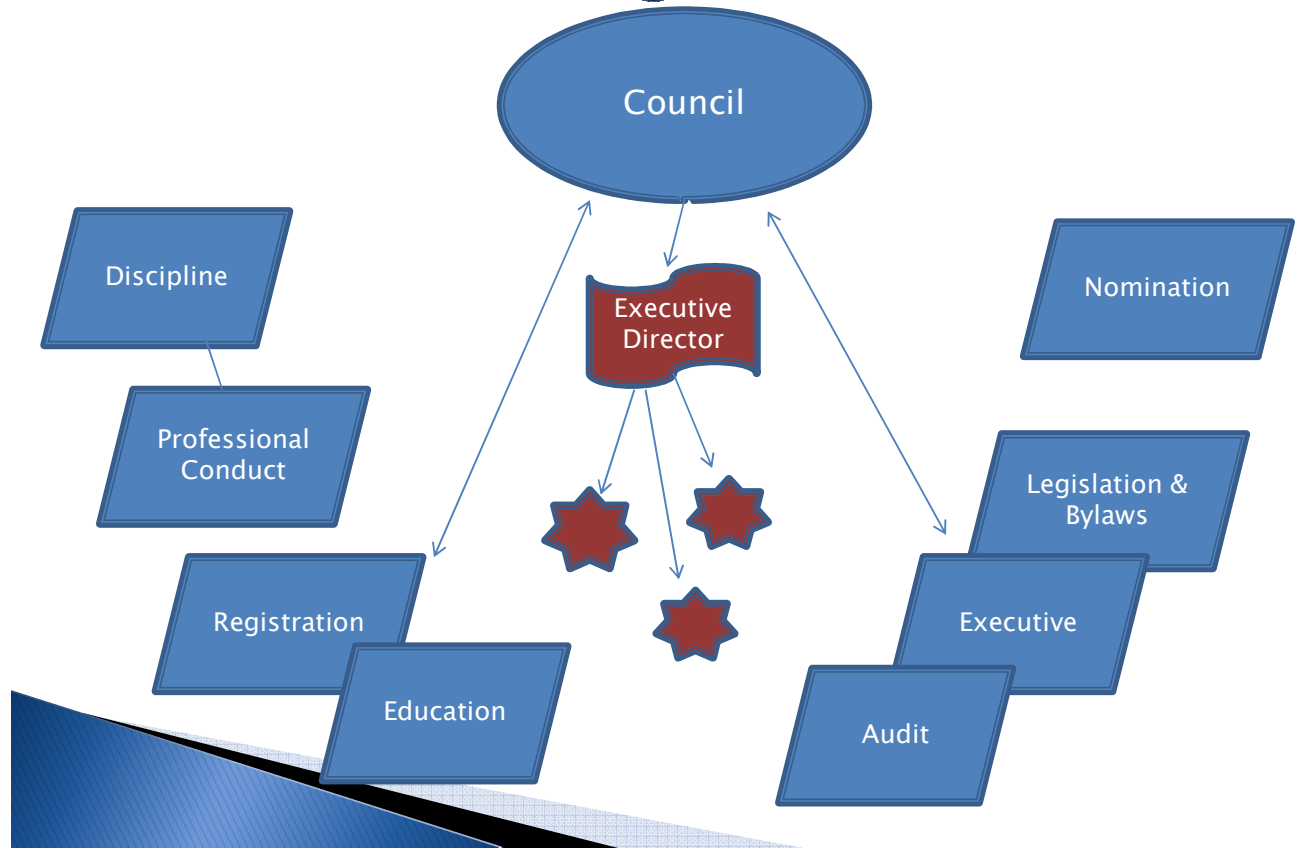 Council
Executive
Director
Discipline
Professional
Conduct
Registration
Education
Nomination
Legislation &
Bylaws
Executive
Audit